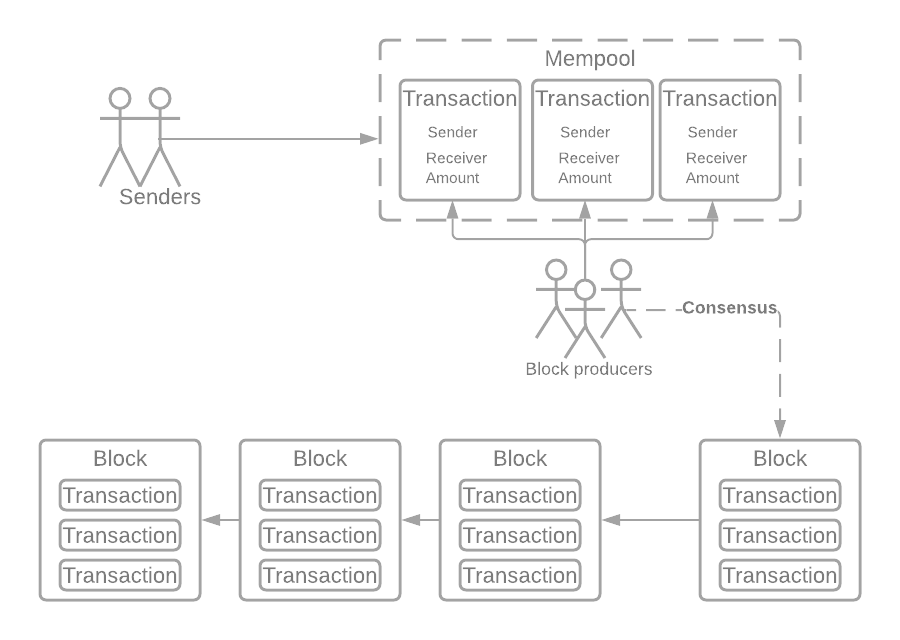 Mempool
Transaction Transaction Transaction
Sender Sender Sender
Receiver Receiver Receiver
Amount Amount Amount
Senders
Consensus
Block producers
Block Block Block Block
Transaction Transaction Transaction Transaction
Transaction Transaction Transaction Transaction
Transaction Transaction Transaction Transaction